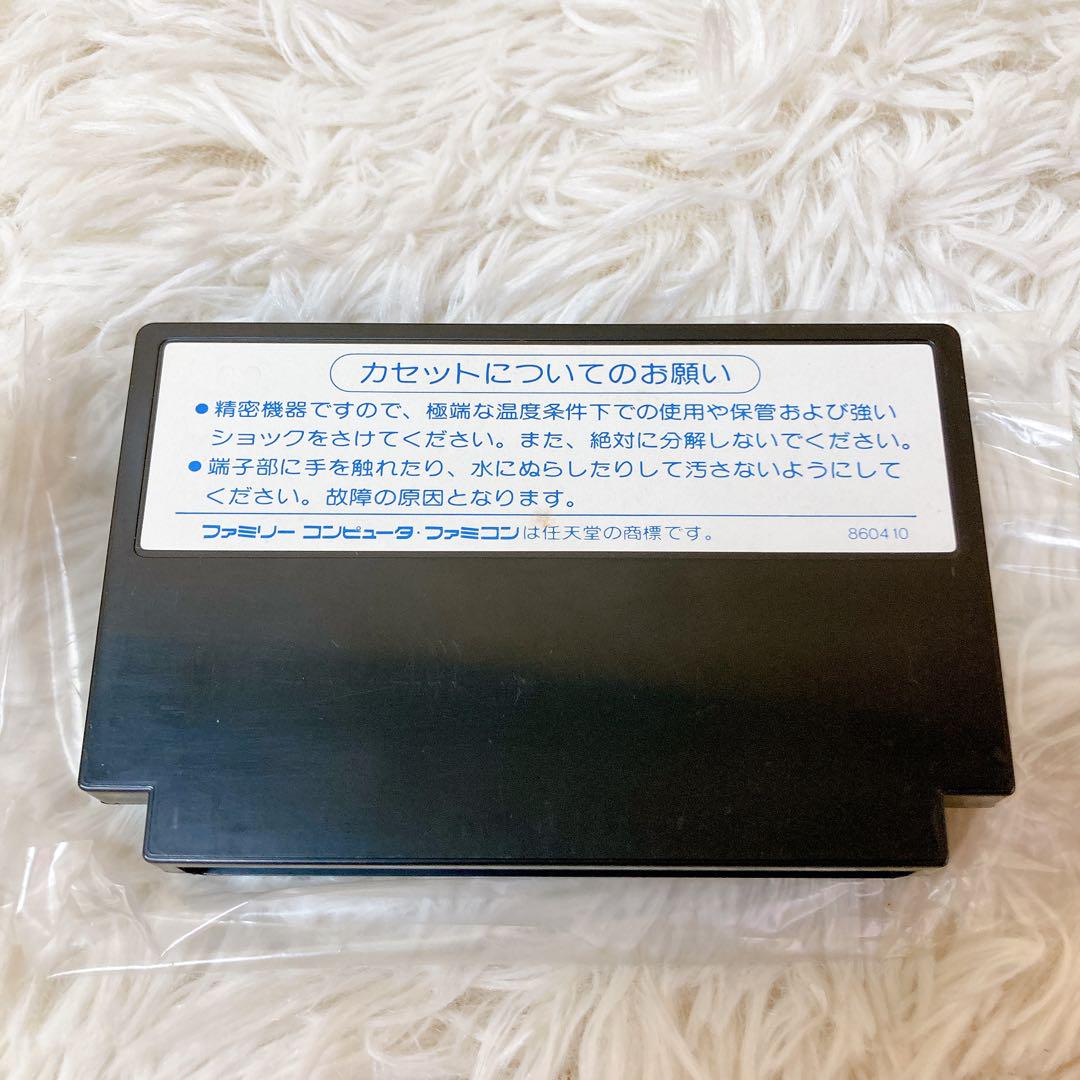 カセットについてのお願い
●精密機器ですので、極端な温度条件下での使用や保管および強い
ショックをさけてください。また、絶対に分解しないでください。
●端子部に手を触れたり、水にぬらしたりして汚さないようにして
ください。故障の原因となります。
ファミリー コンピュータ・ファミコンは任天堂の商標です。 860410